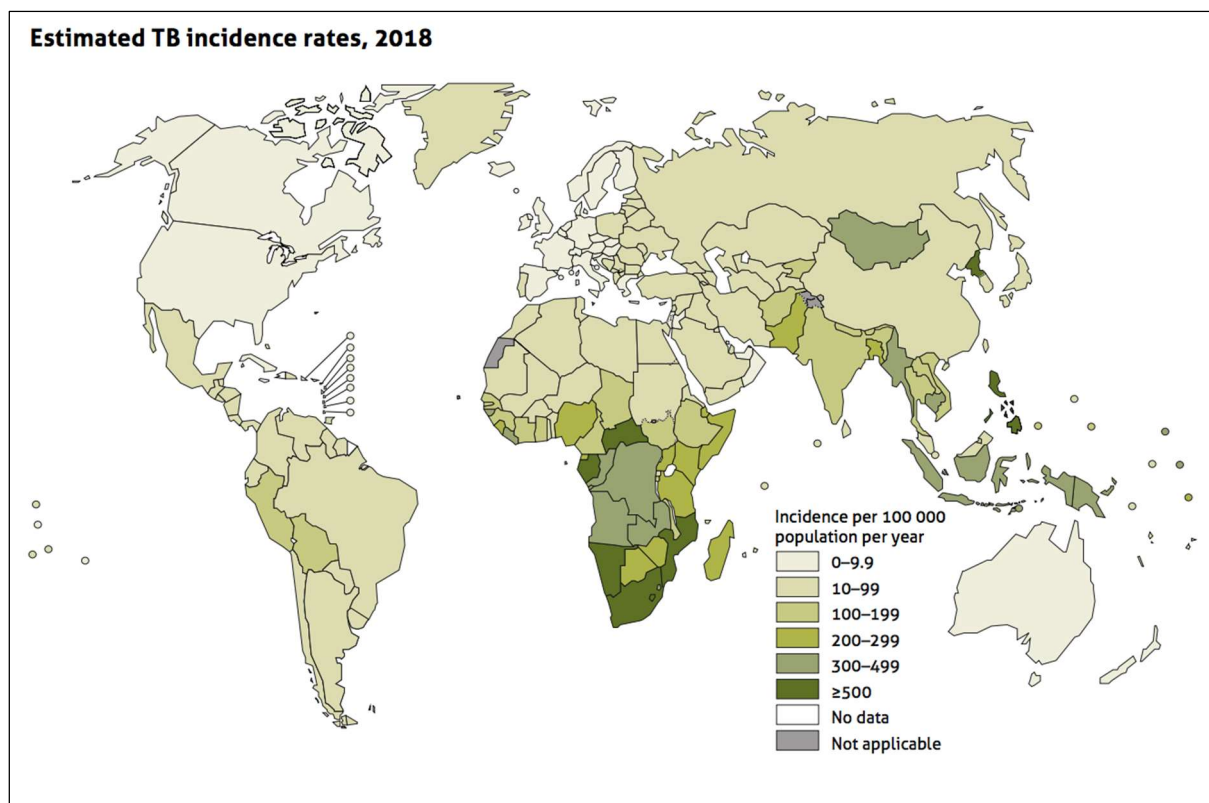 Estimated TB incidence rates, 2018
Incidence per 100 000
population per year
0–9.9
10–99
100–199
200–299
300–499
≥500
No data
Not applicable